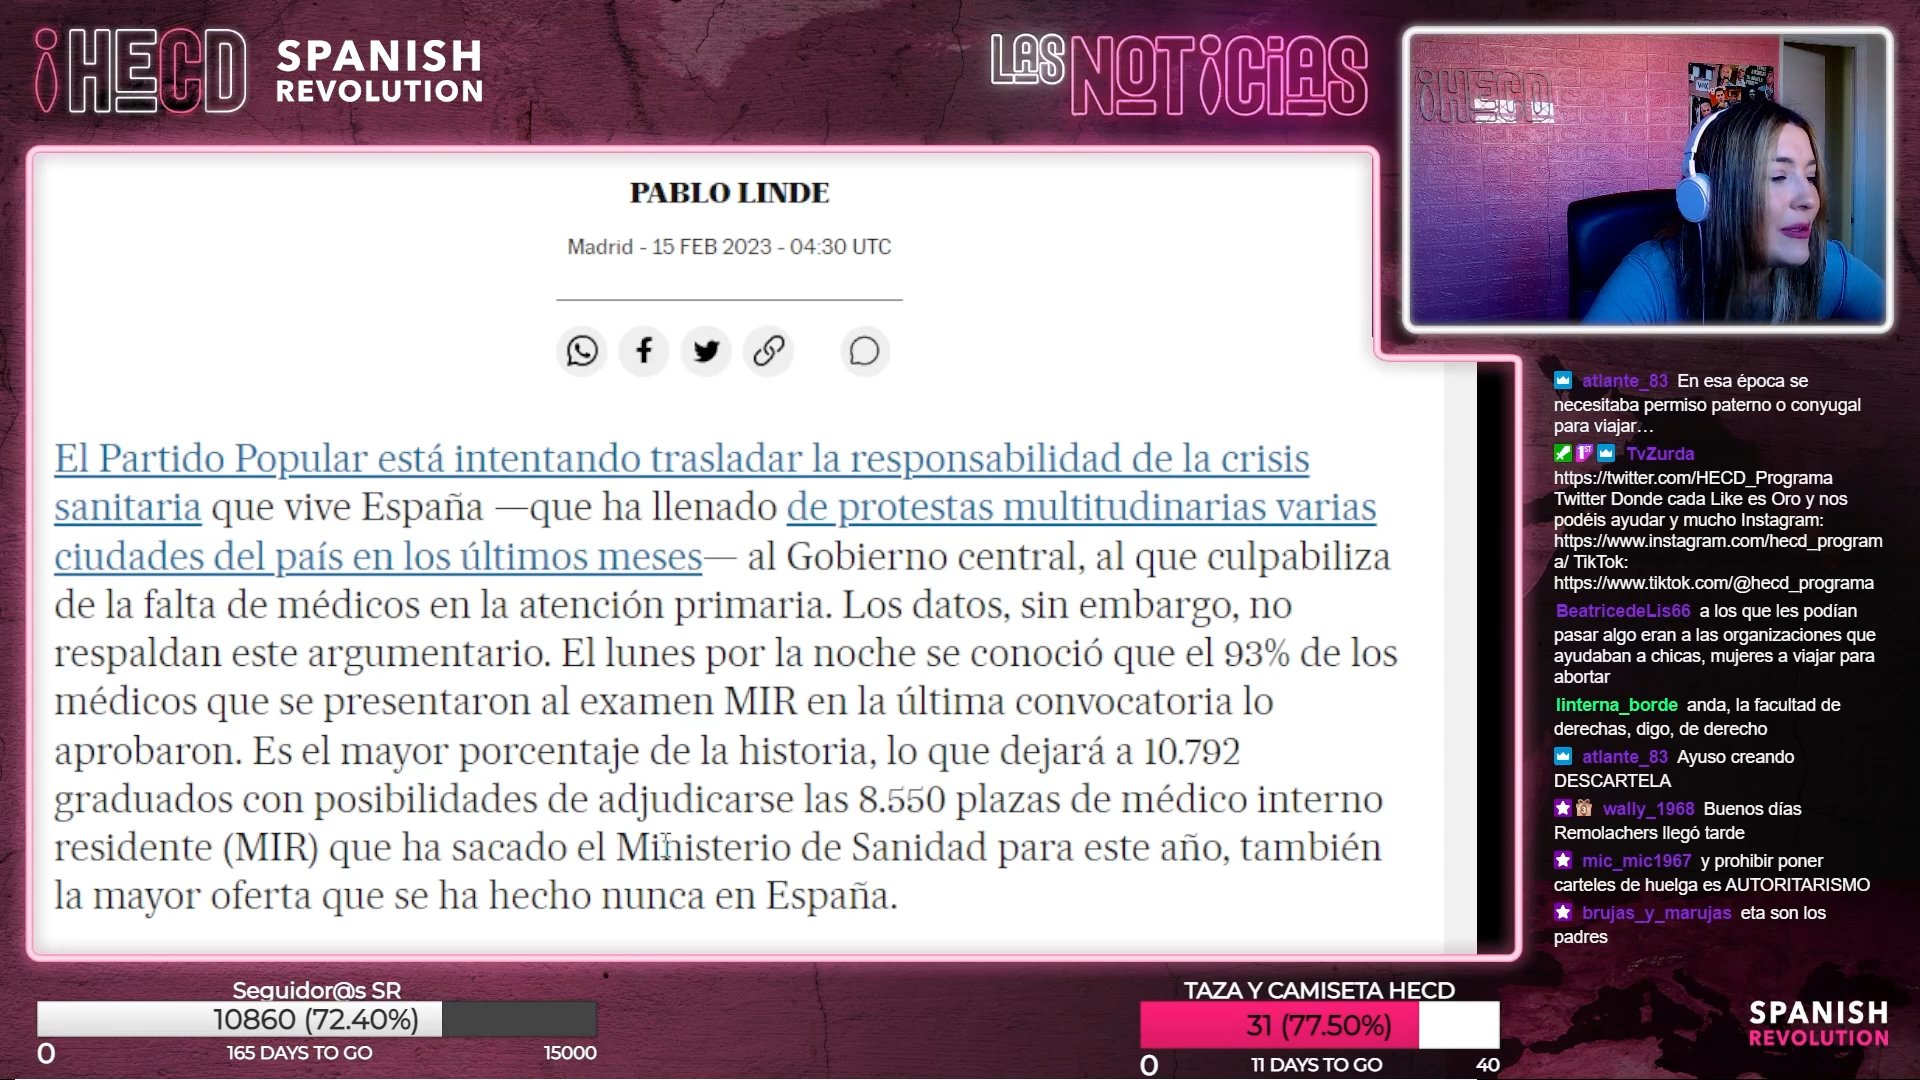 ¡HECD
SPANISH
REVOLUTION
LAS
NOTICIAS
¡HECD
PABLO LINDE
Madrid - 15 FEB 2023 - 04:30 UTC
El Partido Popular está intentando trasladar la responsabilidad de la crisis
sanitaria que vive España —que ha llenado de protestas multitudinarias varias
ciudades del país en los últimos meses— al Gobierno central, al que culpabiliza
de la falta de médicos en la atención primaria. Los datos, sin embargo, no
respaldan este argumentario. El lunes por la noche se conoció que el 93% de los
médicos que se presentaron al examen MIR en la última convocatoria lo
aprobaron. Es el mayor porcentaje de la historia, lo que dejará a 10.792
graduados con posibilidades de adjudicarse las 8.550 plazas de médico interno
residente (MIR) que ha sacado el Ministerio de Sanidad para este año, también
la mayor oferta que se ha hecho nunca en España.
atlante_83 En esa época se
necesitaba permiso paterno o conyugal
para viajar...
1ST TvZurda
https://twitter.com/HECD_Programa
Twitter Donde cada Like es Oro y nos
podéis ayudar y mucho Instagram:
https://www.instagram.com/hecd_program
a/ TikTok:
https://www.tiktok.com/@hecd_programa
BeatricedeLis66 a los que les podían
pasar algo eran a las organizaciones que
ayudaban a chicas, mujeres a viajar para
abortar
linterna_borde anda, la facultad de
derechas, digo, de derecho
atlante_83 Ayuso creando
DESCARTELA
wally_1968 Buenos días
Remolachers llegó tarde
mic_mic1967 y prohibir poner
carteles de huelga es AUTORITARISMO
brujas_y_marujas eta son los
padres
Seguidor@s SR
10860 (72.40%)
0 165 DAYS TO GO 15000
TAZA Y CAMISETA HECD
31 (77.50%)
0 11 DAYS TO GO 40
SPANISH
REVOLUTION